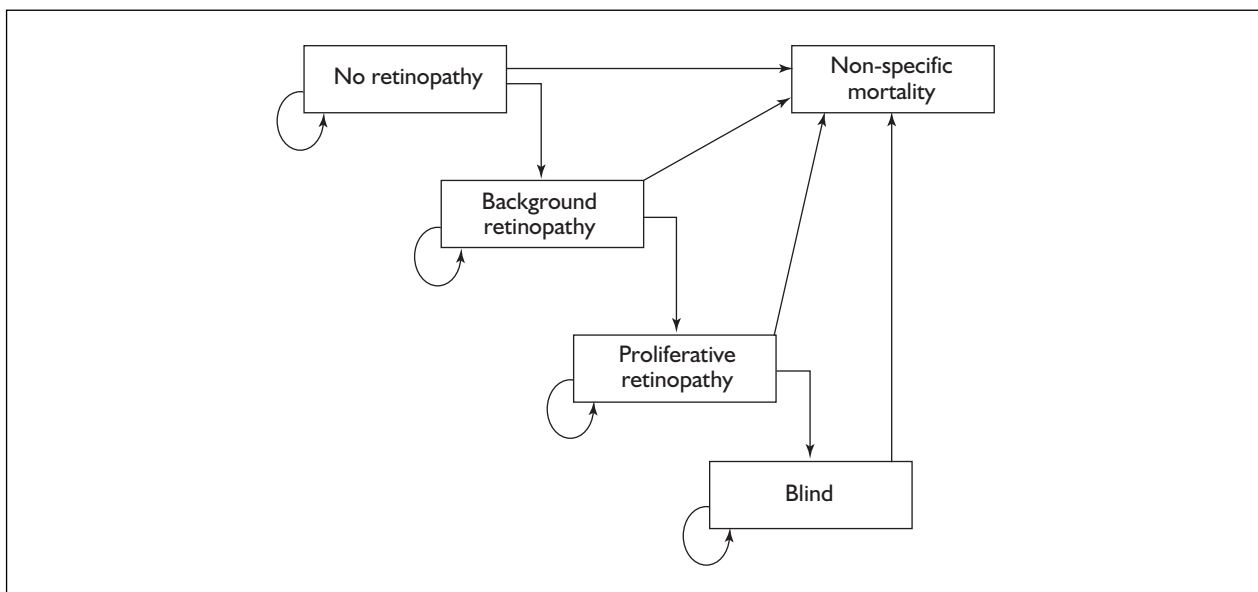 No retinopathy
Non-specific
mortality
Background
retinopathy
Proliferative
retinopathy
Blind